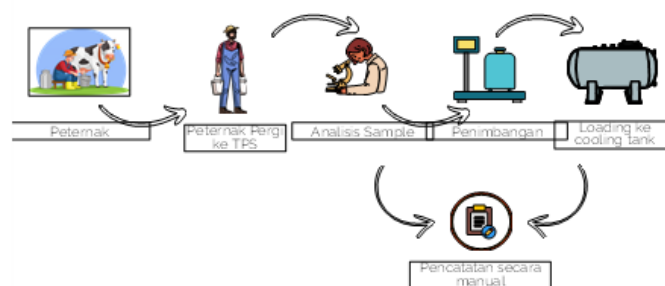 Peternak
Peternak Pergi
ke TPS
Analisis Sample
Penimbangan
Loading ke
cooling tank
Pencatatan secara
manual